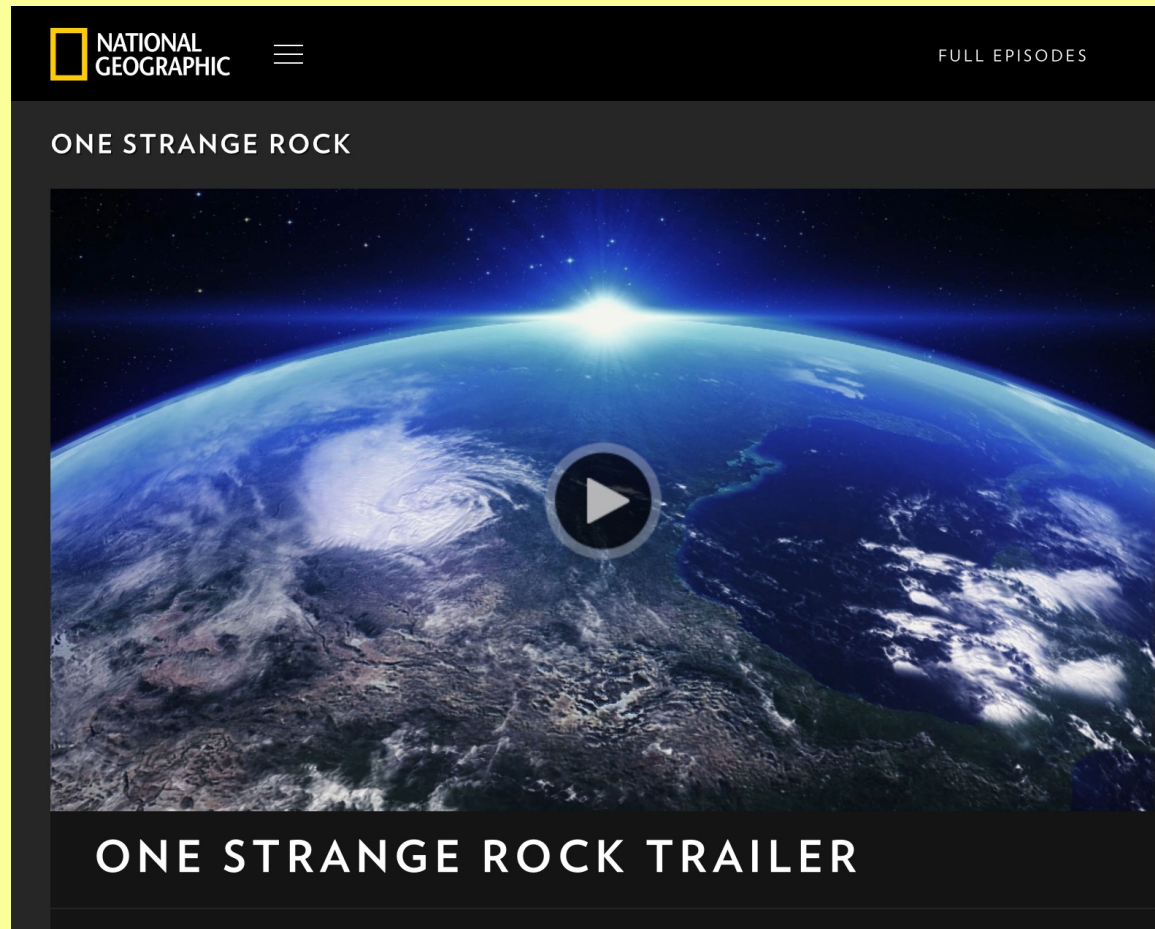 NATIONAL
GEOGRAPHIC
FULL EPISODES
ONE STRANGE ROCK
ONE STRANGE ROCK TRAILER